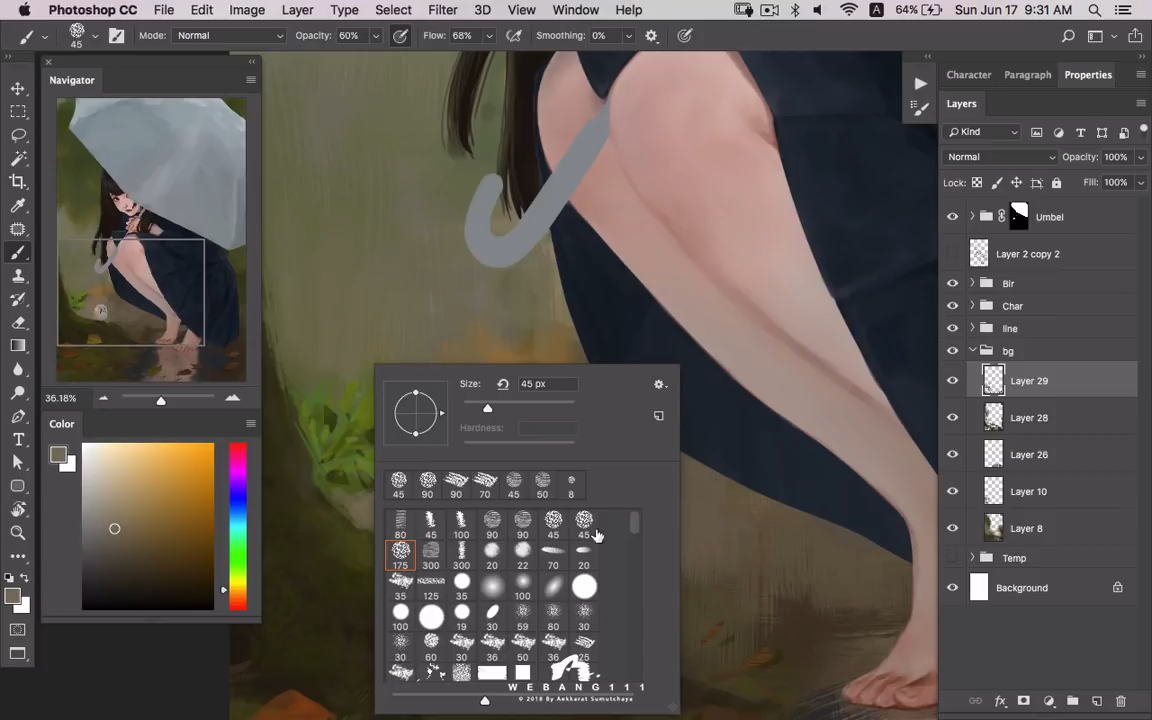 Photoshop CC File Edit Image Layer Type Select Filter 3D View Window Help A 64% Sun Jun 17 9:31 AM
45 Mode: Normal Opacity: 60% Flow: 68% Smoothing: 0%
Navigator
36.18%
Color
Character Paragraph Properties
Layers
Kind
Normal Opacity: 100%
Lock: Fill: 100%
Umbel
Layer 2 copy 2
Bir
Char
line
bg
Layer 29
Layer 28
Layer 26
Layer 10
Layer 8
Temp
Background
Size: 45 px
Hardness:
45 90 90 70 45 50 8
80 45 100 90 90 45 45
175 300 300 20 22 70 20
35 125 35 100
100 19 30 59 80 30
30 60 30 36 50 36 25
WEBANG111
© 2018 By Aekkarat Sumutchaya